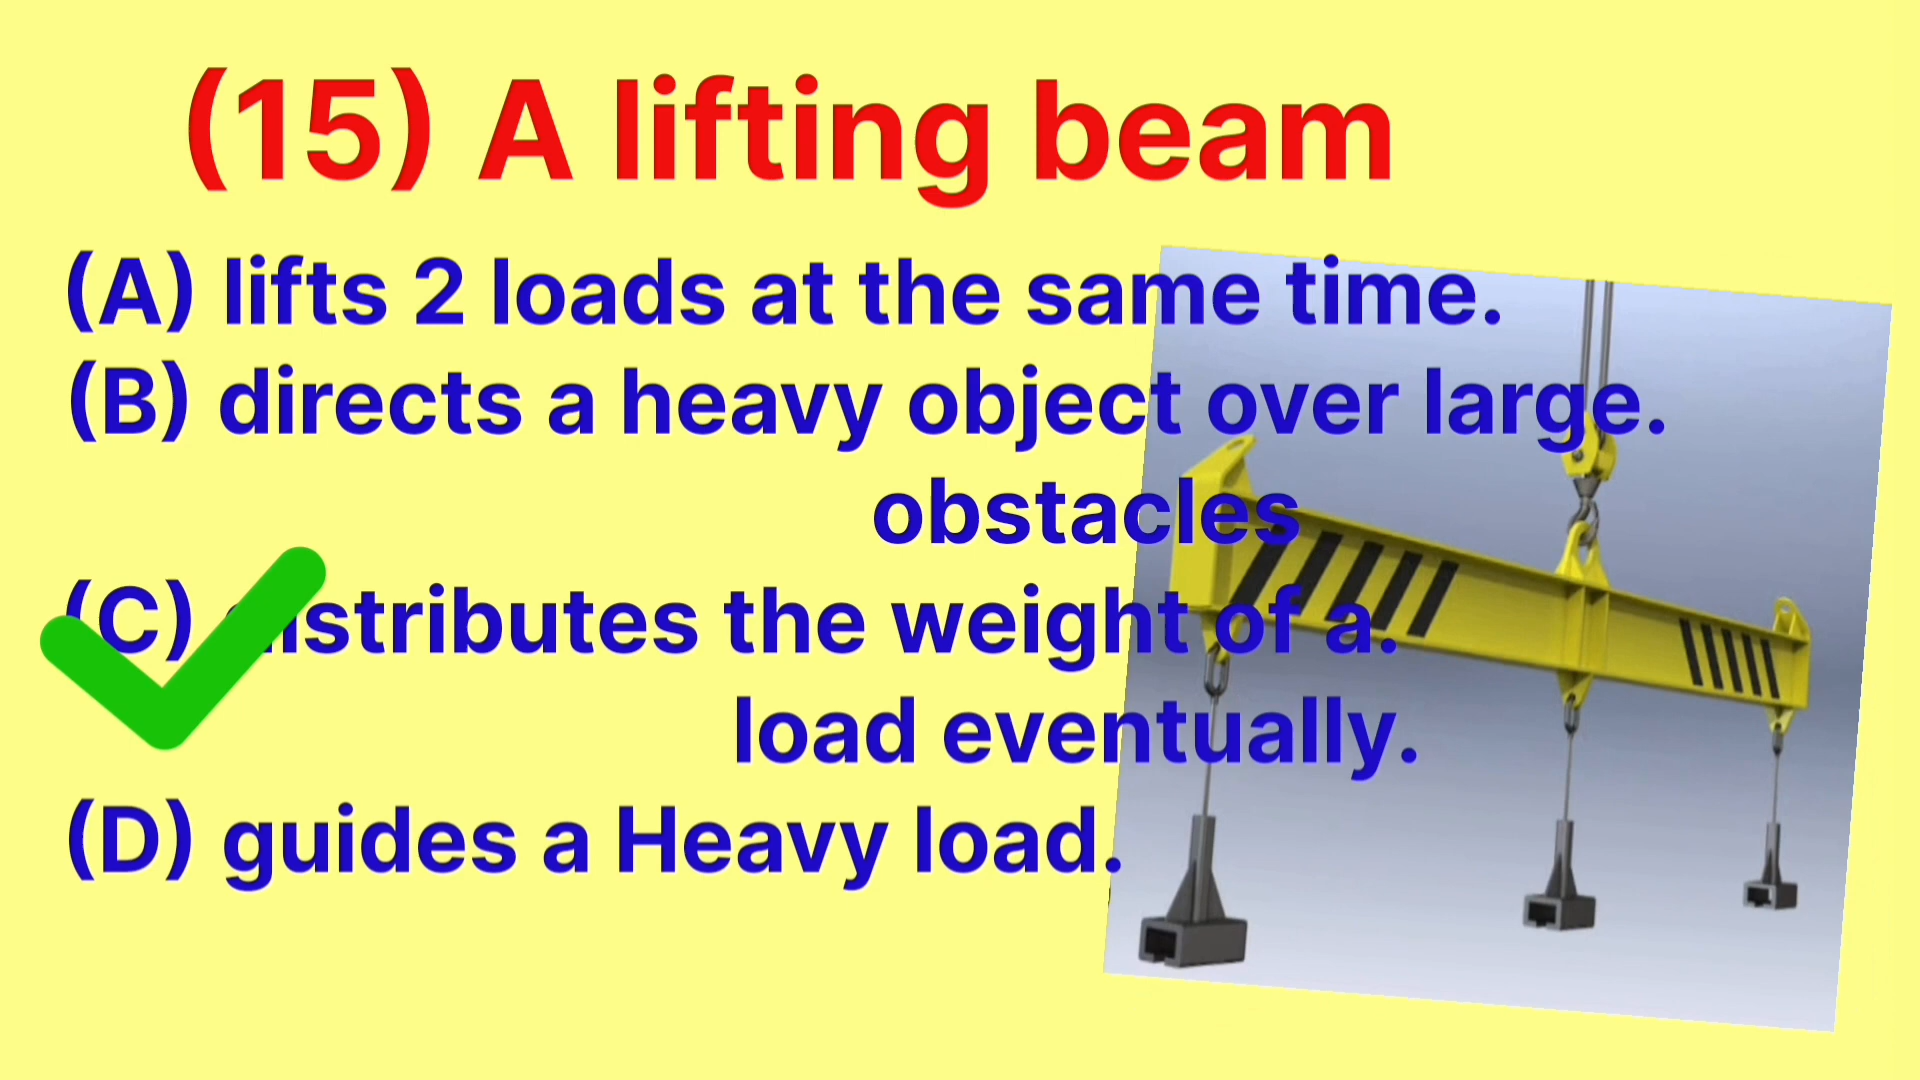 (15) A lifting beam
(A) lifts 2 loads at the same time.
(B) directs a heavy object over large.
obstacles
(C) distributes the weight of a.
load eventually.
(D) guides a Heavy load.